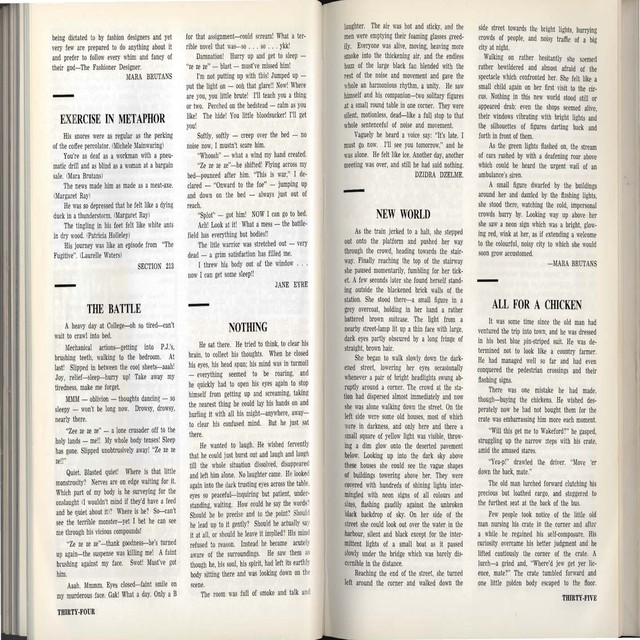 being dictated to by fashion designers and yet
very few are prepared to do anything about it
and prefer to follow every whim and fancy of
their god—The Fashioner Designer.
MARA BRUTANS
EXERCISE IN METAPHOR
His snores were as regular as the perking
of the coffee percolator. (Michele Mainwaring)
You're as deaf as a workman with a pneu-
matic drill and as blind as a woman at a bargain
sale. (Mara Brutans)
The news made him as made as a meat-axe.
(Margaret Ray)
He was so depressed that he felt like a dying
duck in a thunderstorm. (Margaret Ray)
The tingling in his feet felt like white ants
in dry wood. (Patricia Holleley)
His journey was like an episode from "The
Fugitive". (Laurelle Waters)
SECTION 213
THE BATTLE
A heavy day at College—oh so tired—can't
wait to crawl into bed.
Mechanical actions—getting into P.J.'s,
brushing teeth, walking to the bedroom. At
last! Slipped in between the cool sheets—aaah!
Joy, relief—sleep—hurry up! Take away my
tiredness, make me forget.
MMM — oblivion — thoughts dancing — so
sleepy — won't be long now. Drowsy, drowsy,
nearly there.
"Zee ze ze ze" — a lone crusader off to the
holy lands — me!! My whole body tenses! Sleep
has gone. Slipped unobtrusively away! "Ze ze ze
ze!!"
Quiet. Blasted quiet! Where is that little
monstrosity? Nerves are on edge waiting for it.
Which part of my body is he surveying for the
onslaught (I wouldn't mind if they'd have a feed
and be quiet about it)? Where is he? So—can't
see the terrible monster—yet I bet he can see
me through his vicious compounds!
"Ze ze ze ze"—thank goodness—he's turned
up again—the suspense was killing me! A faint
brushing against my face. Swot! Must've got
him.
Aaah. Mmmm. Eyes closed—faint smile on
my murderous face. Gak! What a day. Only a B
THIRTY-FOUR
for that assignment—could scream! What a ter-
rible novel that was—so . . . so . . . ykk!
Damnation! Hurry up and get to sleep —
"ze ze ze" — blart — must've missed him!
I'm not putting up with this! Jumped up —
put the light on — ooh that glare!! Now! Where
are you, you little brute! I'll teach you a thing
or two. Perched on the bedstead — calm as you
like! The hide! You little bloodsucker! I'll get
you!
Softly, softly — creep over the bed — no
noise now, I mustn't scare him.
"Whoosh" — what a wind my hand created.
"Ze ze ze ze"—he shifted! Flying across my
bed—pounced after him. "This is war," I de-
clared — "Onward to the foe" — jumping up
and down on the bed — always just out of
reach.
"Splot" — got him! NOW I can go to bed.
Ach! Look at it! What a mess — the battle-
field has everything but bodies!!
The little warrior was stretched out — very
dead — a grim satisfaction has filled me.
I threw his body out of the window . . .
now I can get some sleep!!
JANE EYRE
NOTHING
He sat there. He tried to think, to clear his
brain, to collect his thoughts. When he closed
his eyes, his head span; his mind was in turmoil
— everything seemed to be roaring, and
he quickly had to open his eyes again to stop
himself from getting up and screaming, taking
the nearest thing he could lay his hands on and
hurling it with all his might—anywhere, away—
to clear his confused mind. But he just sat
there.
He wanted to laugh. He wished fervently
that he could just burst out and laugh and laugh
till the whole situation dissolved, disappeared
and left him alone. No laughter came. He looked
again into the dark trusting eyes across the table,
eyes so peaceful—inquiring but patient, under-
standing, waiting. How could he say the words?
Should he be precise and to the point? Should
he lead up to it gently? Should he actually say
it at all, or should he leave it implied? His mind
refused to reason. Instead he became acutely
aware of the surroundings. He saw them as
though he, his soul, his spirit, had left its earthly
body sitting there and was looking down on the
scene.
The room was full of smoke and talk and
laughter. The air was hot and sticky, and the
men were emptying their foaming glasses greed-
ily. Everyone was alive, moving, heaving more
smoke into the thickening air, and the endless
hum of the large black fan blended with the
rest of the noise and movement and gave the
whole an harmonious rhythm, a unity. He saw
himself and his companion—two solitary figures
at a small round table in one corner. They were
silent, motionless, dead—like a full stop to that
whole sentenceful of noise and movement.
Vaguely he heard a voice say: "It's late. I
must go now. I'll see you tomorrow," and he
was alone. He felt like ice. Another day, another
meeting was over, and still he had said nothing.
DZIDRA DZELME.
NEW WORLD
As the train jerked to a halt, she stepped
out onto the platform and pushed her way
through the crowd, heading towards the stair-
way. Finally reaching the top of the stairway
she paused momentarily, fumbling for their tick-
et. A few seconds later she found herself stand-
ing outside the blackened brick walls of the
station. She stood there—a small figure in a
grey overcoat, holding in her hand a rather
battered brown suitcase. The light from a
nearby street-lamp lit up a thin face with large,
dark eyes partly obscured by a long fringe of
straight, brown hair.
She began to walk slowly down the dark-
ened street, lowering her eyes occasionally
whenever a pair of bright headlights swung ab-
ruptly around a corner. The crowd at the sta-
tion had dispersed almost immediately and now
she was alone walking down the street. On the
left side were some old houses, most of which
were in darkness, and only here and there a
small square of yellow light was visible, throw-
ing a dim glow onto the deserted pavement
below. Looking up into the dark sky above
these houses she could see the vague shapes
of buildings towering above her. They were
covered with hundreds of shining lights inter-
mingled with neon signs of all colours and
sizes, flashing gaudily against the unbroken
black backdrop of sky. On her side of the
street she could look out over the water in the
harbour, silent and black except for the inter-
mittent lights of a small boat as it passed
slowly under the bridge which was barely dis-
cernible in the distance.
Reaching the end of the street, she turned
left around the corner and walked down the
side street towards the bright lights, hurrying
crowds of people, and noisy traffic of a big
city at night.
Walking on rather hesitantly she seemed
rather bewildered and almost afraid of the
spectacle which confronted her. She felt like a
small child again on her first visit to the cir-
cus. Nothing in this new world stood still or
appeared drab: even the shops seemed alive,
their windows vibrating with bright lights and
the silhouettes of figures darting back and
forth in front of them.
As the green lights flashed on, the stream
of cars rushed by with a deafening roar above
which could be heard the urgent wail of an
ambulance's siren.
A small figure dwarfed by the buildings
around her and dazzled by the flashing lights,
she stood there, watching the cold, impersonal
crowds hurry by. Looking way up above her
she saw a neon sign which was a bright, glow-
ing red, wink at her, as if extending a welcome
to the colourful, noisy city to which she would
soon grow accustomed.
—MARA BRUTANS
ALL FOR A CHICKEN
It was some time since the old man had
ventured the trip into town, and he was dressed
in his best blue pin-striped suit. He was de-
termined not to look like a country farmer.
He had managed well so far and had even
conquered the pedestrian crossings and their
flashing signs.
There was one mistake he had made,
though—buying the chickens. He wished des-
perately now he had not bought them for the
crate was embarrassing him more each moment.
"Will this get me to Wakefield?" he gasped,
struggling up the narrow steps with his crate,
amid the amused stares.
"Yea-p!" drawled the driver. "Move 'er
down the back, mate."
The old man lurched forward clutching his
precious but loathed cargo, and staggered to
the furthest seat at the back of the bus.
Few people took notice of the little old
man nursing his crate in the corner and after
a while he regained his self-composure. His
curiosity overcame his better judgment and he
lifted cautiously the corner of the crate. A
lurch—a grind and, "Where'd jew get yer lic-
ence, mate?" The crate tumbled forward and
one little golden body escaped to the floor.
THIRTY-FIVE